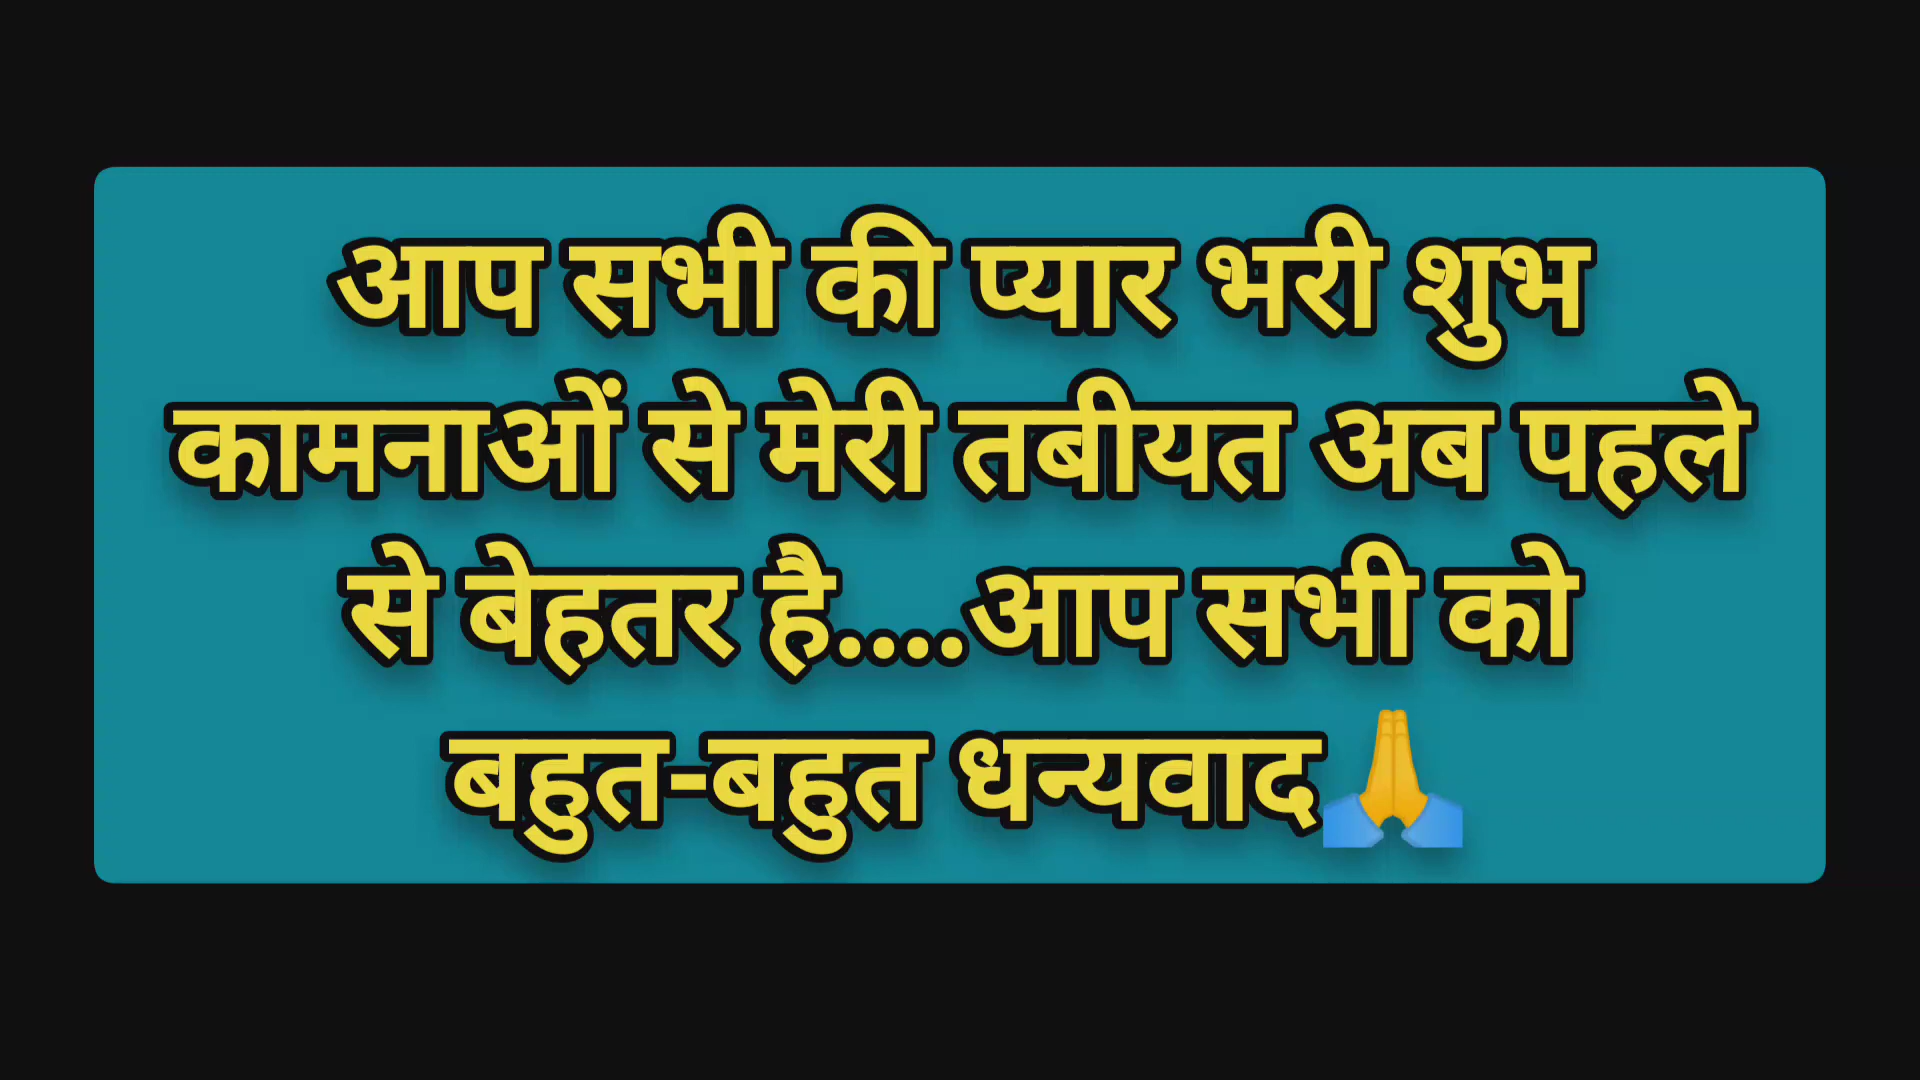 आप सभी की प्यार भरी शुभ
कामनाओं से मेरी तबीयत अब पहले
से बेहतर है....आप सभी को
बहुत-बहुत धन्यवाद🙏